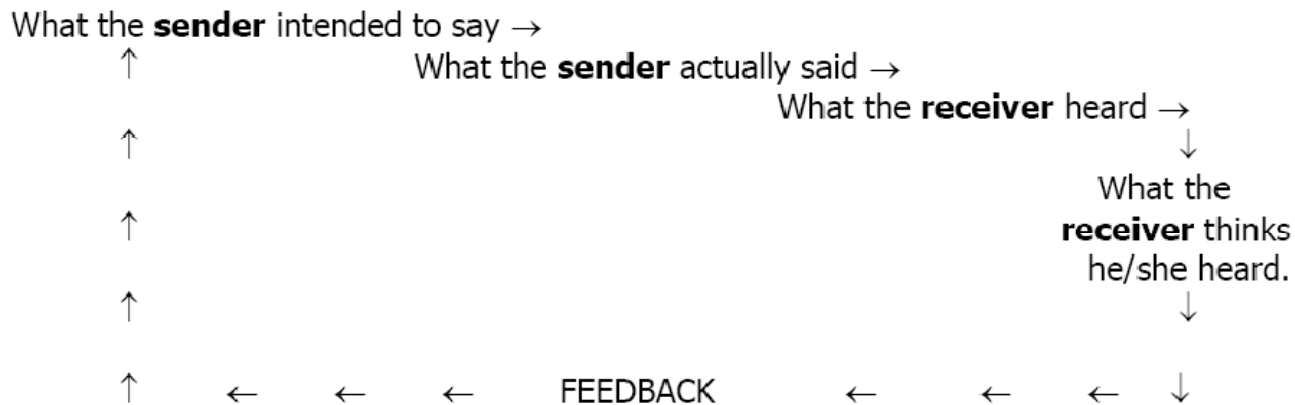 What the sender intended to say →
↑ What the sender actually said →
What the receiver heard →
↑ ↓
What the
↑ receiver thinks
he/she heard.
↑ ↓
↑ ← ← ← FEEDBACK ← ← ← ↓